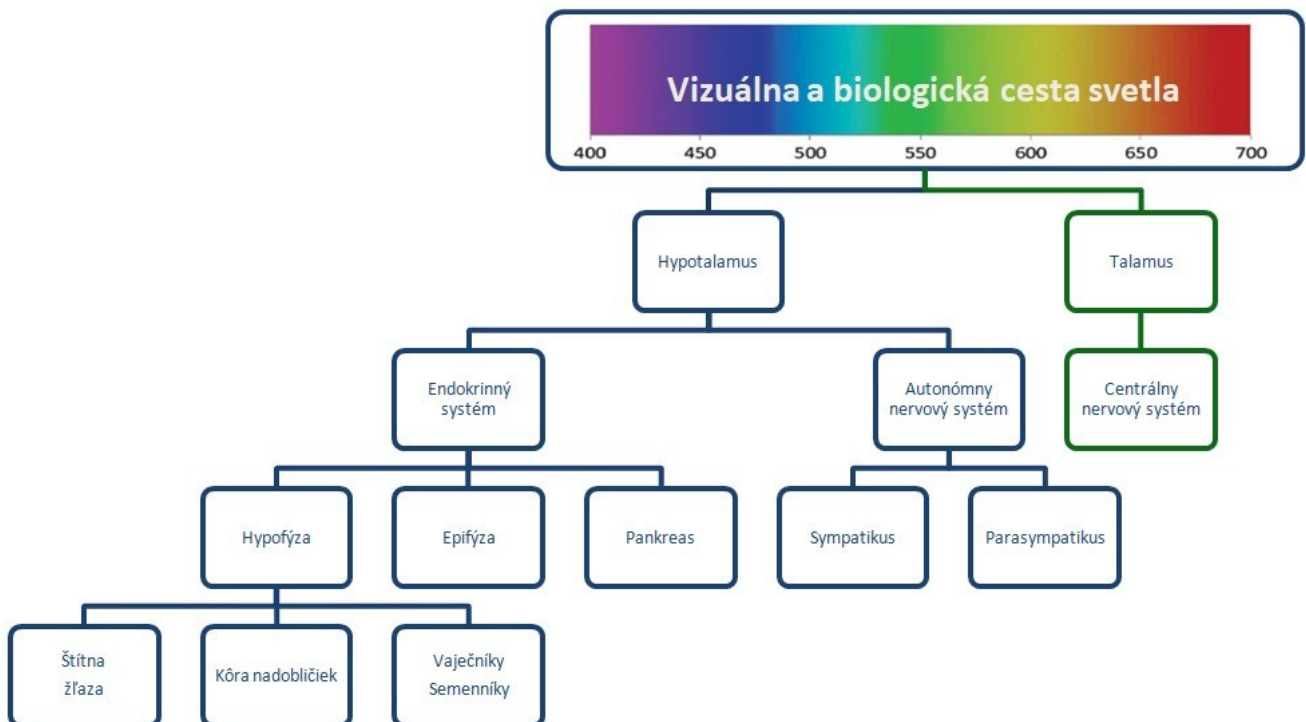 Vizuálna a biologická cesta svetla
400 450 500 550 600 650 700
Hypotalamus
Talamus
Endokrinný
systém
Autonómny
nervový systém
Centrálny
nervový systém
Hypofýza
Epifýza
Pankreas
Sympatikus
Parasympatikus
Štítna
žľaza
Kôra nadobličiek
Vaječníky
Semenníky